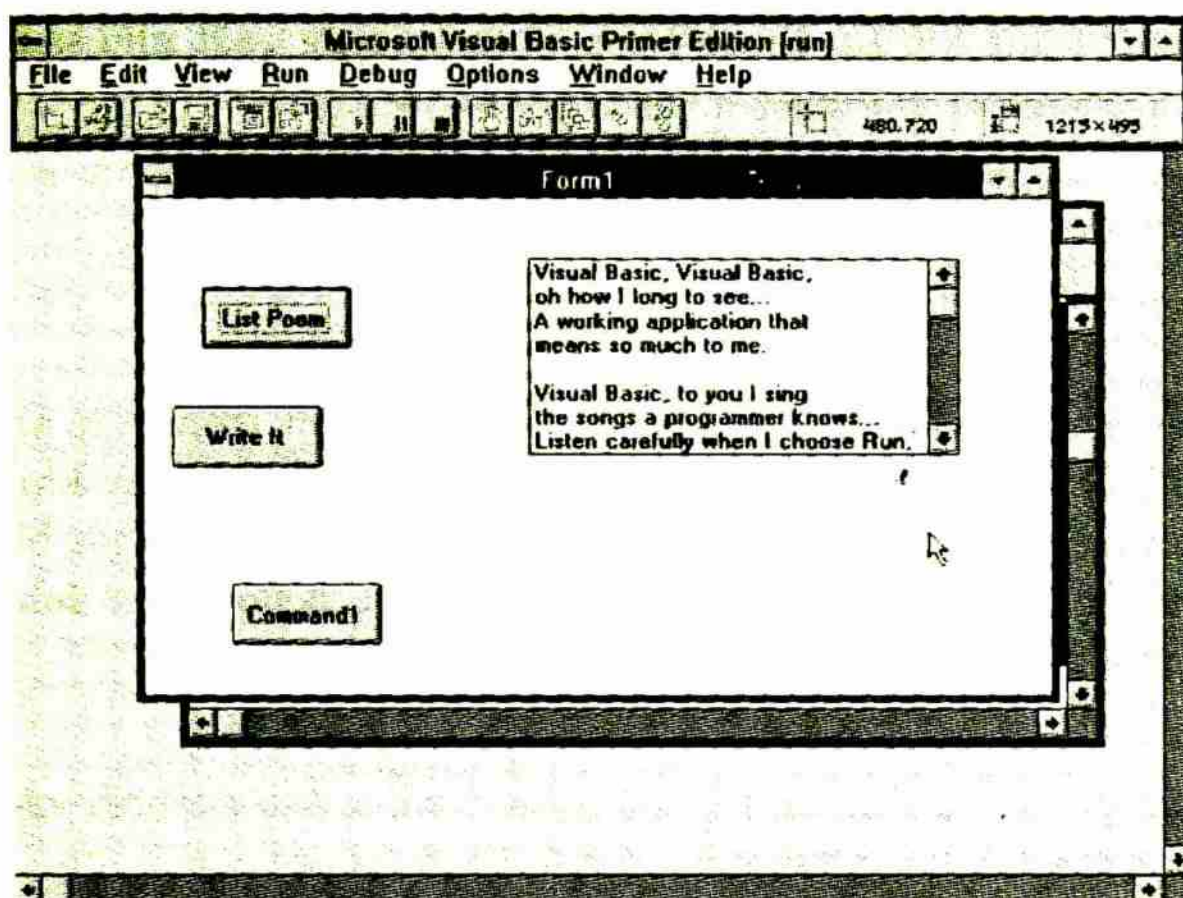 Microsoft Visual Basic Primer Edition [run]
File Edit View Run Debug Options Window Help
480,720 1215×495
Form1
List Poem
Write It
Command1
Visual Basic, Visual Basic,
oh how I long to see...
A working application that
means so much to me.
Visual Basic, to you I sing
the songs a programmer knows...
Listen carefully when I choose Run,